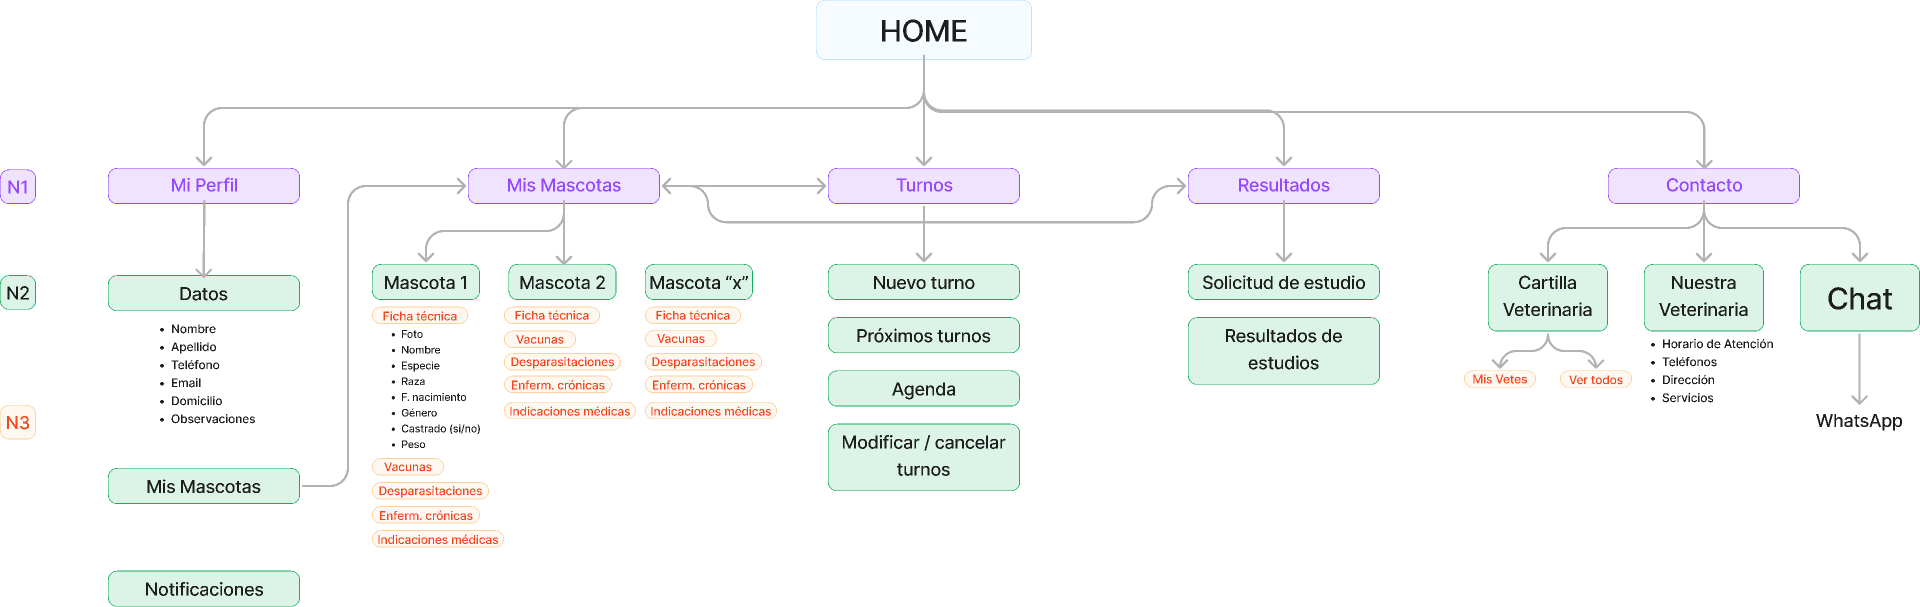 HOME
N1
Mi Perfil
Mis Mascotas
Turnos
Resultados
Contacto
N2
Datos
• Nombre
• Apellido
• Teléfono
• Email
• Domicilio
• Observaciones
N3
Mis Mascotas
Notificaciones
Mascota 1
Ficha técnica
• Foto
• Nombre
• Especie
• Raza
• F. nacimiento
• Género
• Castrado (si/no)
• Peso
Vacunas
Desparasitaciones
Enferm. crónicas
Indicaciones médicas
Mascota 2
Ficha técnica
Vacunas
Desparasitaciones
Enferm. crónicas
Indicaciones médicas
Mascota “x”
Ficha técnica
Vacunas
Desparasitaciones
Enferm. crónicas
Indicaciones médicas
Nuevo turno
Próximos turnos
Agenda
Modificar / cancelar
turnos
Solicitud de estudio
Resultados de
estudios
Cartilla
Veterinaria
Mis Vetes
Ver todos
Nuestra
Veterinaria
• Horario de Atención
• Teléfonos
• Dirección
• Servicios
Chat
WhatsApp